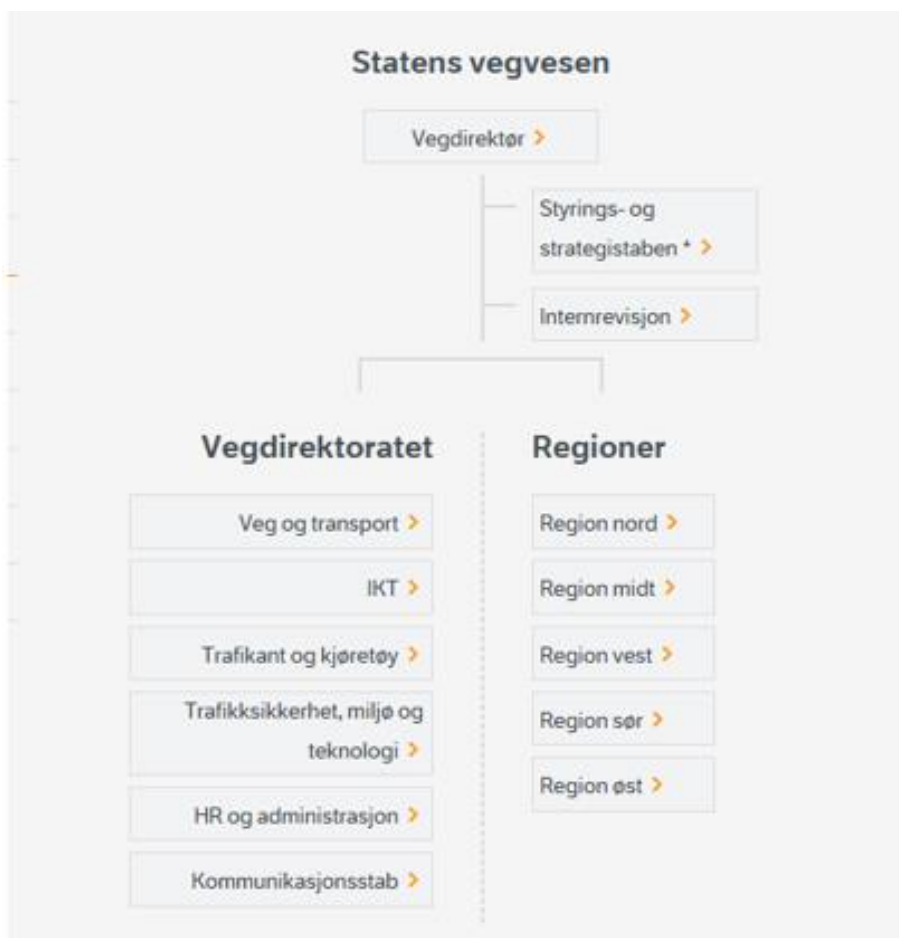 Statens vegvesen
Vegdirektør
Styrings- og
strategistaben *
Internrevisjon
Vegdirektoratet
Veg og transport
IKT
Trafikant og kjøretøy
Trafikksikkerhet, miljø og
teknologi
HR og administrasjon
Kommunikasjonsstab
Regioner
Region nord
Region midt
Region vest
Region sør
Region øst